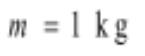 m = 1 kg